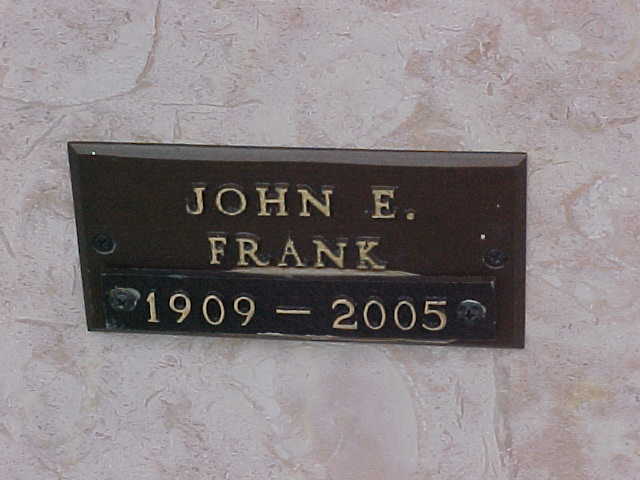 JOHN E.
FRANK
1909 — 2005